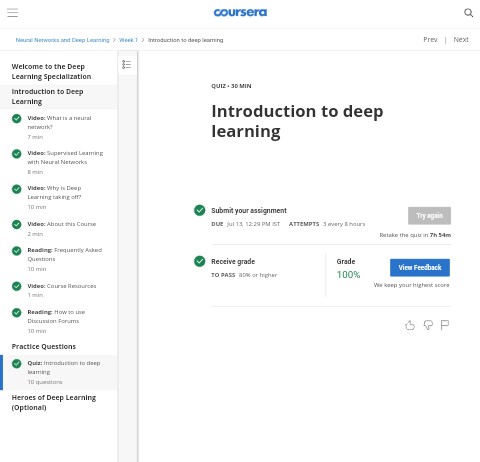 coursera
Neural Networks and Deep Learning > Week 1 > Introduction to deep learning
Prev | Next
Welcome to the Deep
Learning Specialization
Introduction to Deep
Learning
Video: What is a neural
network?
7 min
Video: Supervised Learning
with Neural Networks
8 min
Video: Why is Deep
Learning taking off?
10 min
Video: About this Course
2 min
Reading: Frequently Asked
Questions
10 min
Video: Course Resources
1 min
Reading: How to use
Discussion Forums
10 min
Practice Questions
Quiz: Introduction to deep
learning
10 questions
Heroes of Deep Learning
(Optional)
QUIZ • 30 MIN
Introduction to deep
learning
Submit your assignment
DUE Jul 13, 12:29 PM IST ATTEMPTS 3 every 8 hours
Try again
Retake the quiz in 7h 54m
Receive grade
TO PASS 80% or higher
Grade
100%
View Feedback
We keep your highest score